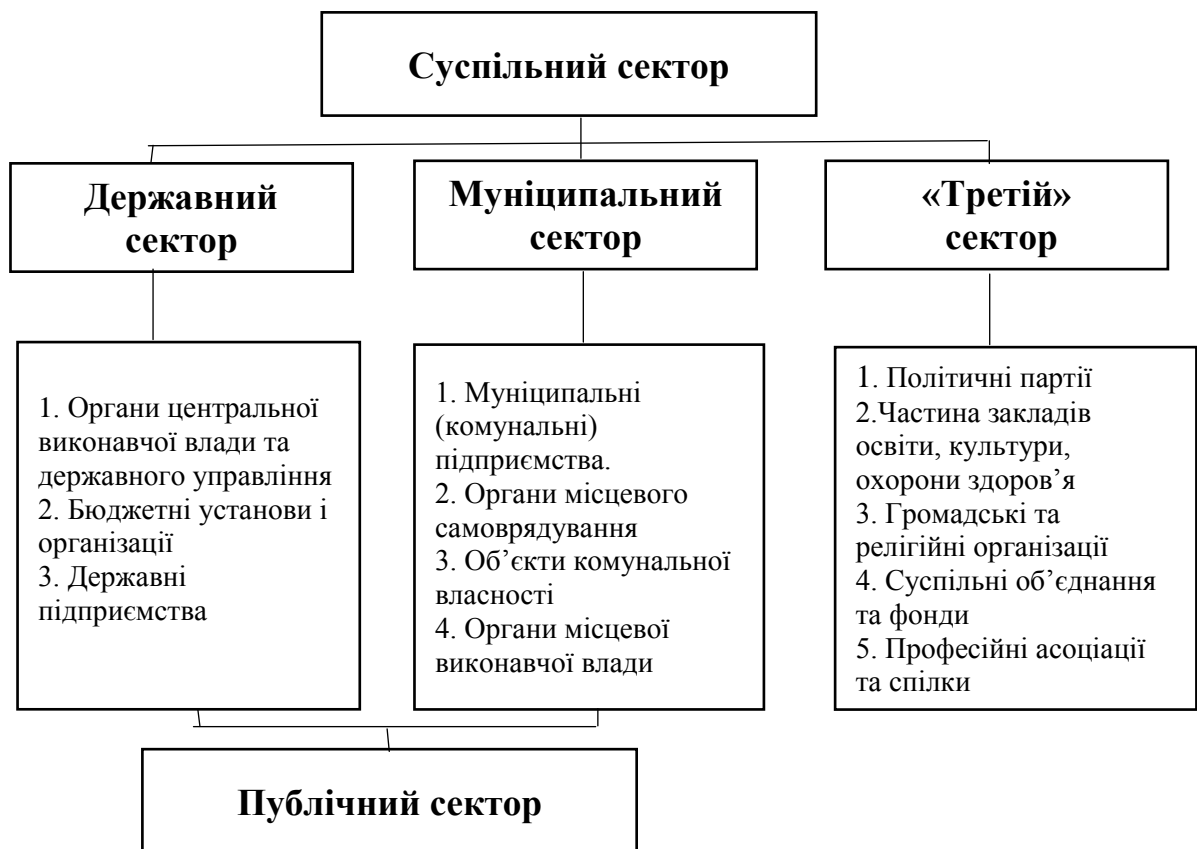 Суспільний сектор
Державний
сектор
Муніципальний
сектор
«Третій»
сектор
1. Органи центральної
виконавчої влади та
державного управління
2. Бюджетні установи і
організації
3. Державні
підприємства
1. Муніципальні
(комунальні)
підприємства.
2. Органи місцевого
самоврядування
3. Об’єкти комунальної
власності
4. Органи місцевої
виконавчої влади
1. Політичні партії
2.Частина закладів
освіти, культури,
охорони здоров’я
3. Громадські та
релігійні організації
4. Суспільні об’єднання
та фонди
5. Професійні асоціації
та спілки
Публічний сектор